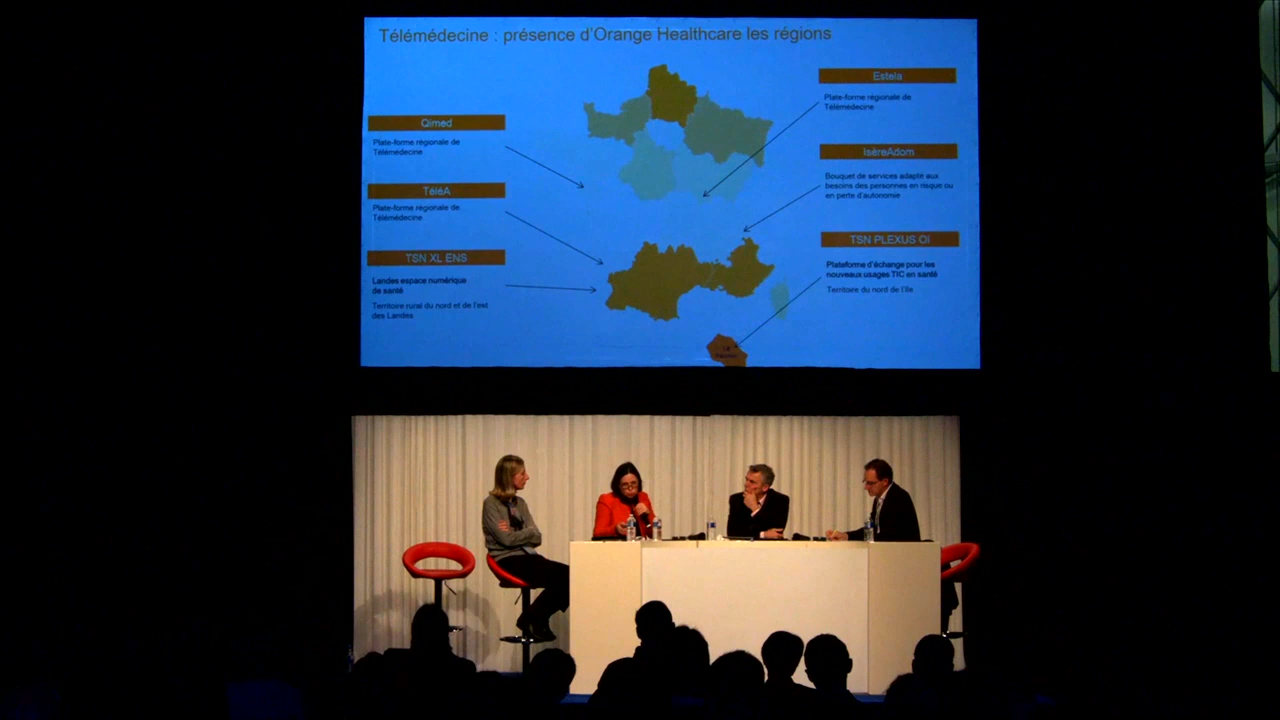 Télémédecine : présence d'Orange Healthcare les régions
Qimed
Plate-forme régionale de
Télémédecine
TéléA
Plate-forme régionale de
Télémédecine
TSN XL ENS
Landes espace numérique
de santé
Territoire rural du nord et de l'est
des Landes
Estela
Plate-forme régionale de
Télémédecine
IsèreAdom
Bouquet de services adapté aux
besoins des personnes en risque ou
en perte d'autonomie
TSN PLEXUS OI
Plateforme d'échange pour les
nouveaux usages TIC en santé
Territoire du nord de l'île
La